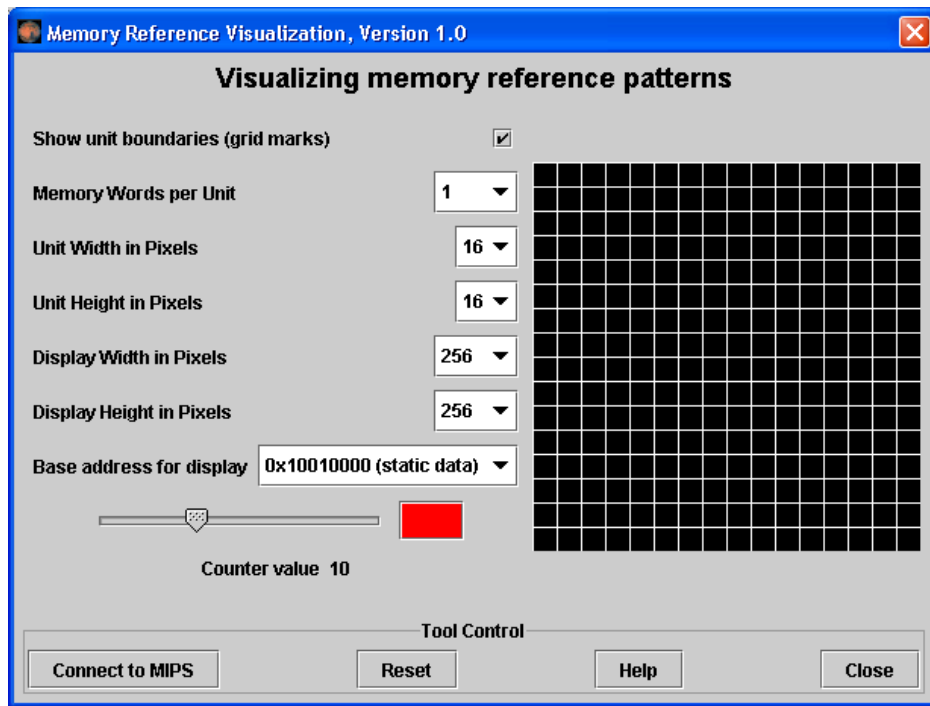 Memory Reference Visualization, Version 1.0
Visualizing memory reference patterns
Show unit boundaries (grid marks)
Memory Words per Unit 1
Unit Width in Pixels 16
Unit Height in Pixels 16
Display Width in Pixels 256
Display Height in Pixels 256
Base address for display 0x10010000 (static data)
Counter value 10
Tool Control
Connect to MIPS Reset Help Close